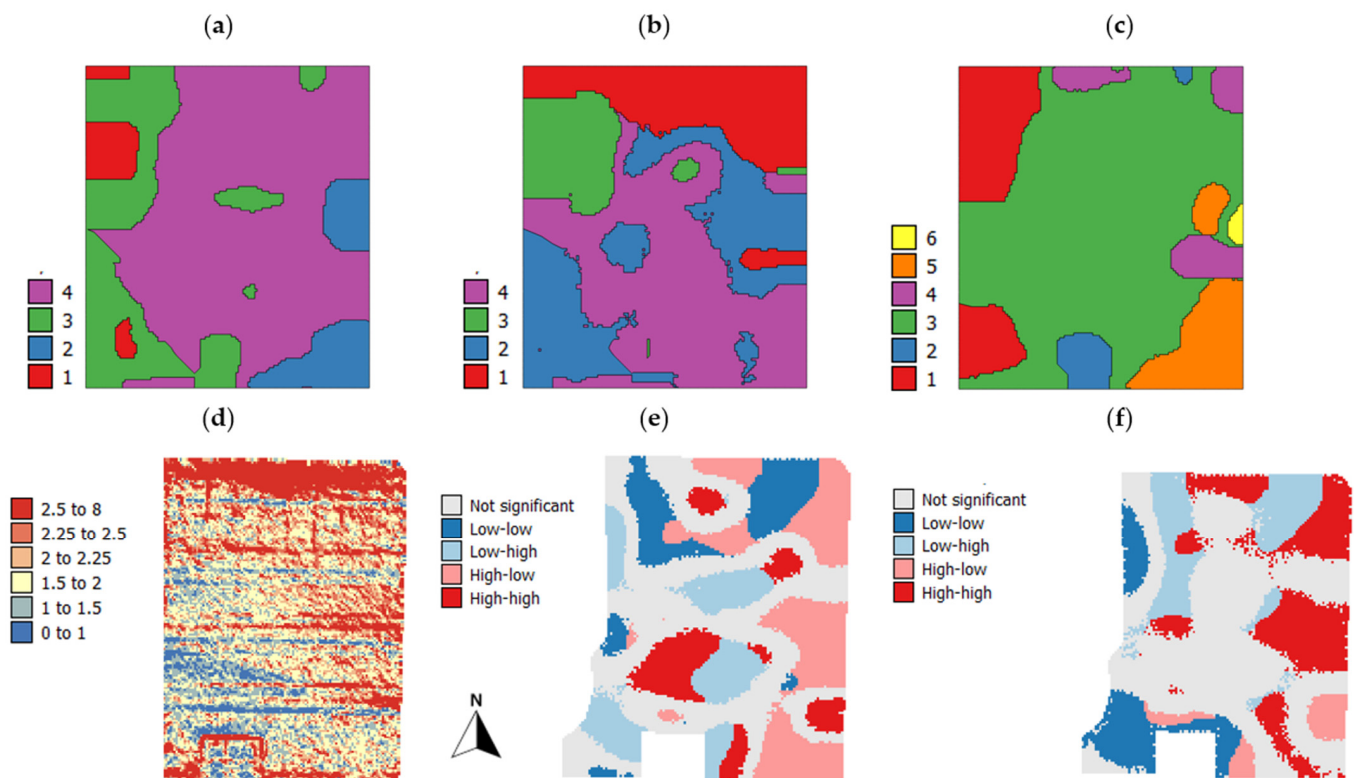 (a)
(b)
(c)
4
3
2
1
4
3
2
1
6
5
4
3
2
1
(d)
(e)
(f)
2.5 to 8
2.25 to 2.5
2 to 2.25
1.5 to 2
1 to 1.5
0 to 1
Not significant
Low-low
Low-high
High-low
High-high
N
Not significant
Low-low
Low-high
High-low
High-high